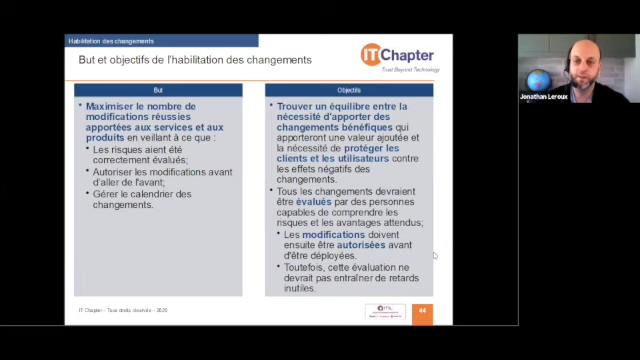 Habilitation des changements
But et objectifs de l'habilitation des changements
ITChapter
Trust Beyond Technology
But
• Maximiser le nombre de
modifications réussies
apportées aux services et aux
produits en veillant à ce que :
• Les risques aient été
correctement évalués;
• Autoriser les modifications avant
d'aller de l'avant;
• Gérer le calendrier des
changements.
Objectifs
• Trouver un équilibre entre la
nécessité d'apporter des
changements bénéfiques qui
apporteront une valeur ajoutée et
la nécessité de protéger les
clients et les utilisateurs contre
les effets négatifs des
changements.
• Tous les changements devraient
être évalués par des personnes
capables de comprendre les
risques et les avantages attendus;
• Les modifications doivent
ensuite être autorisées avant
d'être déployées.
• Toutefois, cette évaluation ne
devrait pas entraîner de retards
inutiles.
IT Chapter - Tous droits réservés - 2020
ITIL
44
Jonathan Leroux